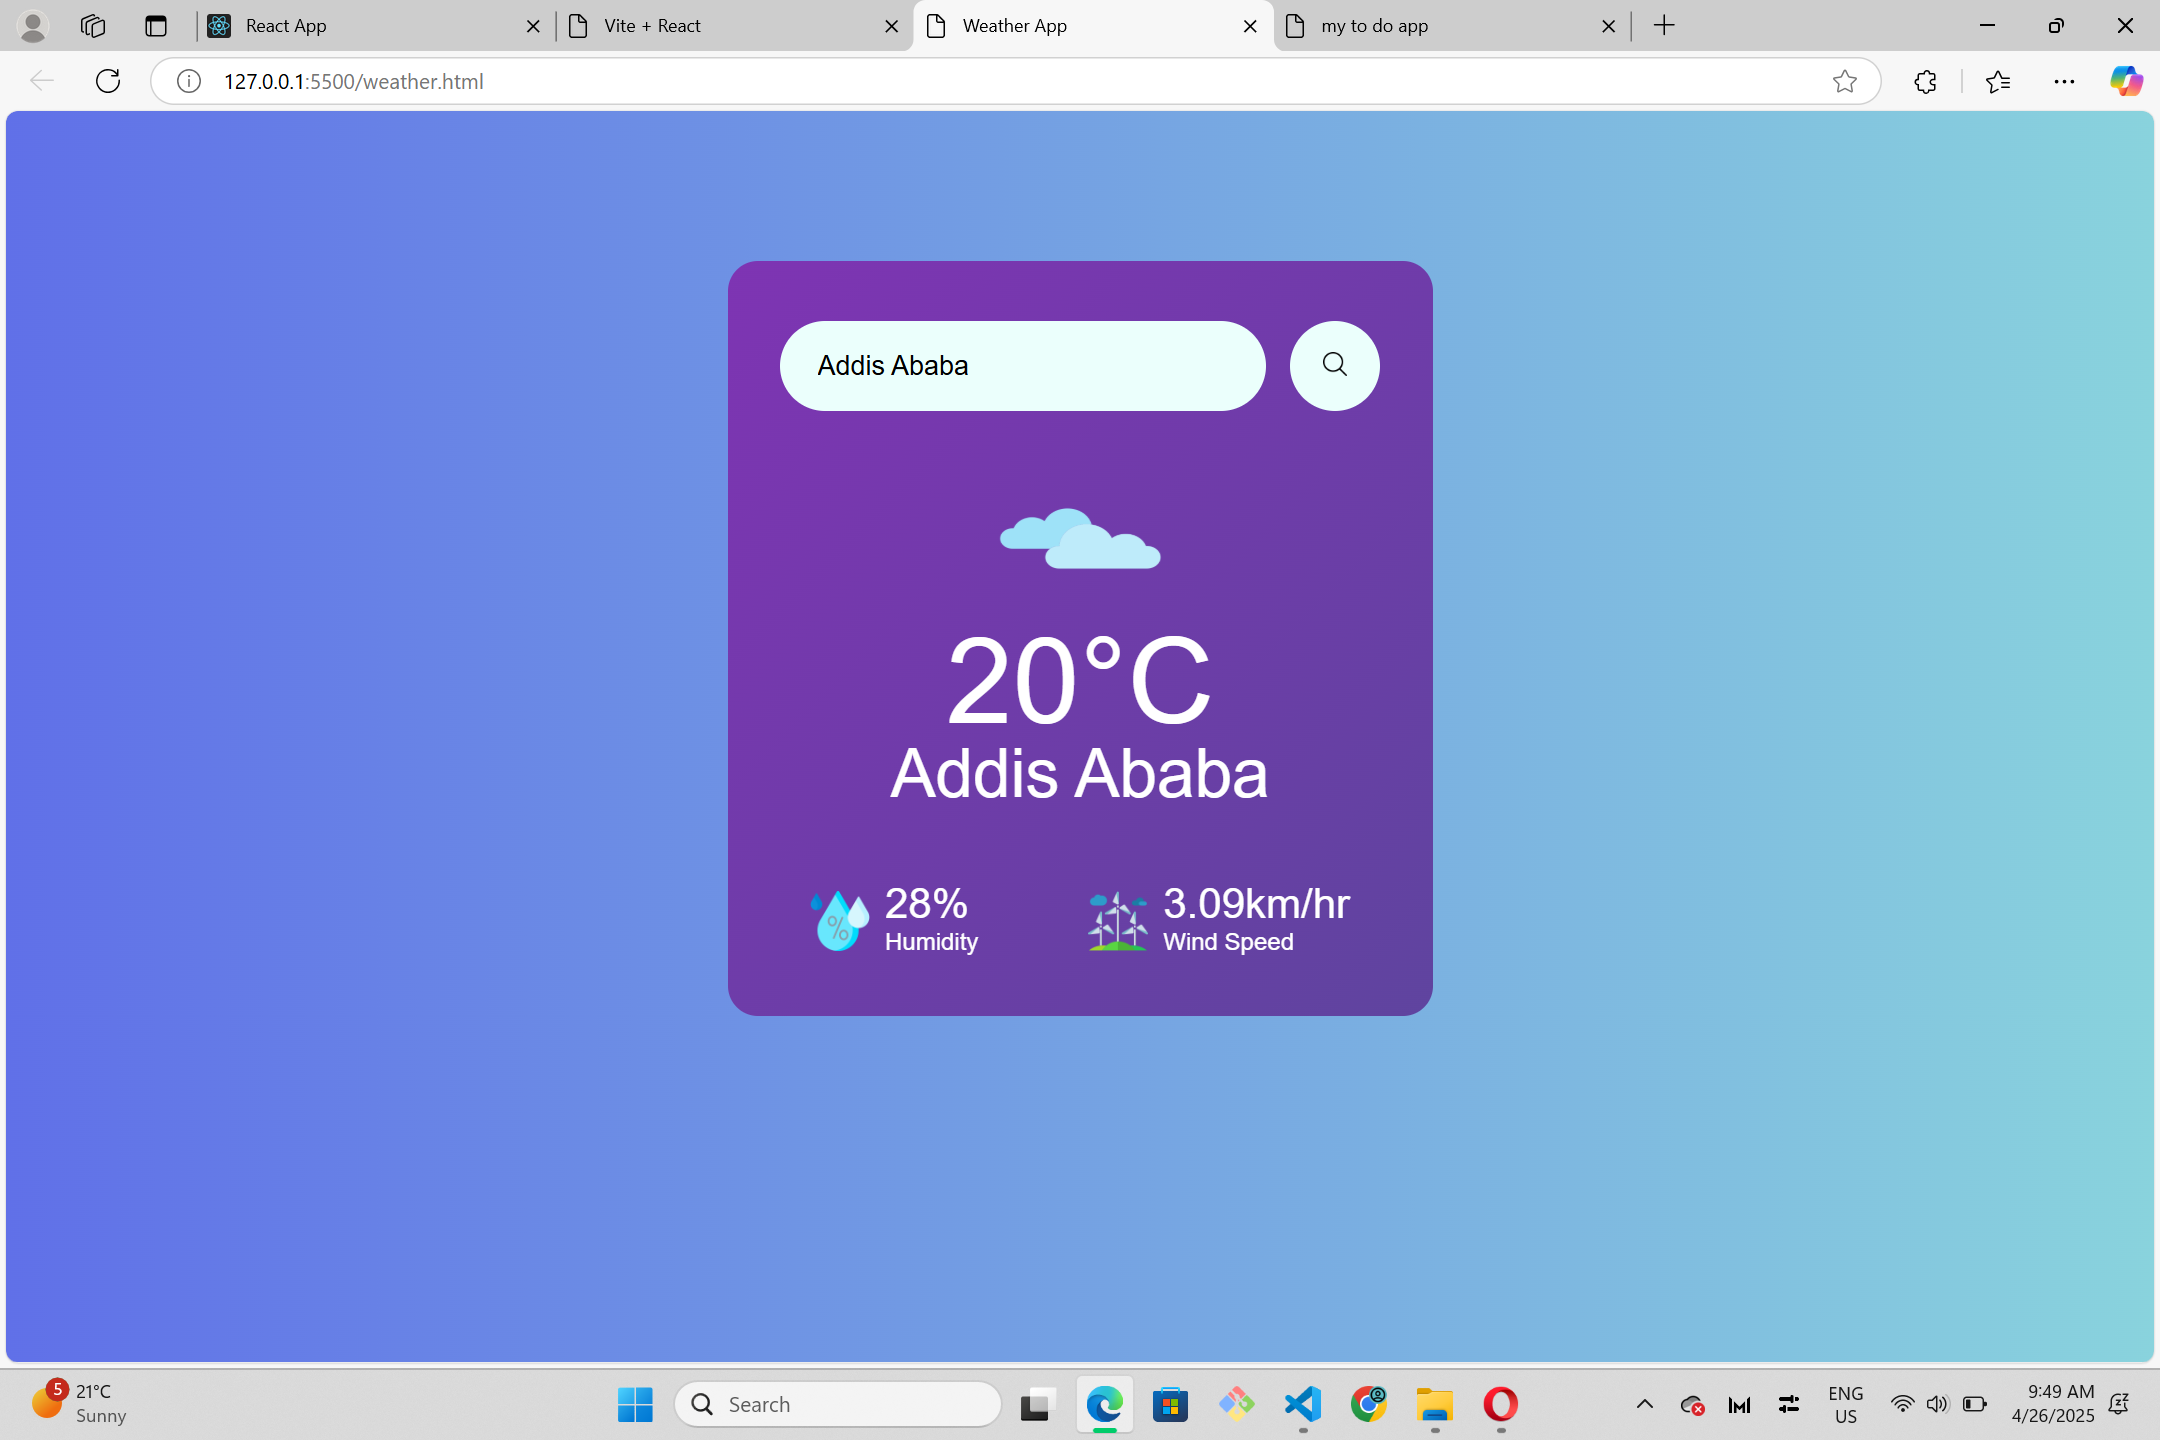 React App
Vite + React
Weather App
my to do app
127.0.0.1:5500/weather.html
Addis Ababa
20°C
Addis Ababa
%
28%
Humidity
3.09km/hr
Wind Speed
5
21°C
Sunny
Search
ENG
US
9:49 AM
4/26/2025